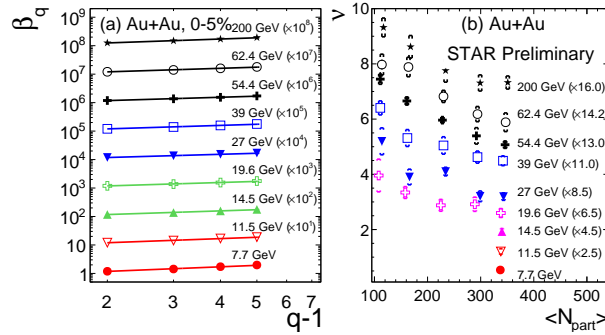 β_q
(a) Au+Au, 0-5%
200 GeV (×10⁸)
62.4 GeV (×10⁷)
54.4 GeV (×10⁶)
39 GeV (×10⁵)
27 GeV (×10⁴)
19.6 GeV (×10³)
14.5 GeV (×10²)
11.5 GeV (×10¹)
7.7 GeV
10⁹
10⁸
10⁷
10⁶
10⁵
10⁴
10³
10²
10
1
2 3 4 5 6 7
q-1
ν
(b) Au+Au
STAR Preliminary
200 GeV (×16.0)
62.4 GeV (×14.2)
54.4 GeV (×13.0)
39 GeV (×11.0)
27 GeV (×8.5)
19.6 GeV (×6.5)
14.5 GeV (×4.5)
11.5 GeV (×2.5)
7.7 GeV
10
8
6
4
2
0
100 200 300 400 500
<N_part>